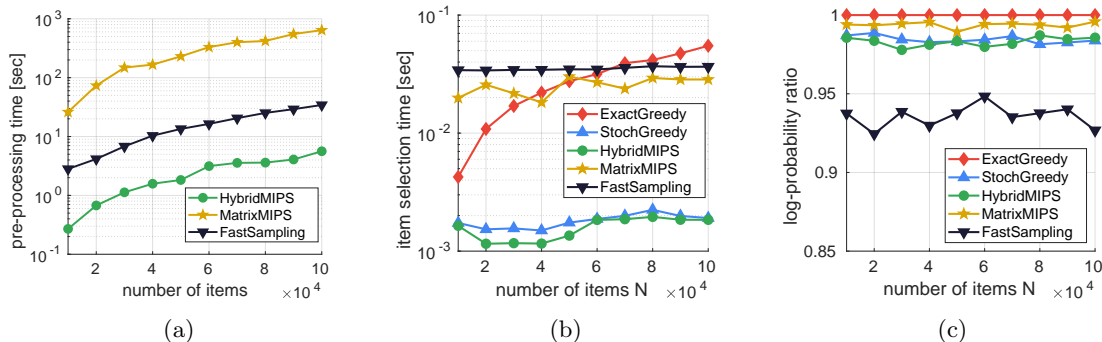 pre-processing time [sec]
10^3
10^2
10^1
10^0
10^-1
HybridMIPS
MatrixMIPS
FastSampling
2 4 6 8 10
number of items ×10^4
(a)
item selection time [sec]
10^-1
10^-2
10^-3
ExactGreedy
StochGreedy
HybridMIPS
MatrixMIPS
FastSampling
2 4 6 8 10
number of items N ×10^4
(b)
log-probability ratio
1
0.95
0.9
0.85
ExactGreedy
StochGreedy
HybridMIPS
MatrixMIPS
FastSampling
2 4 6 8 10
number of items N ×10^4
(c)